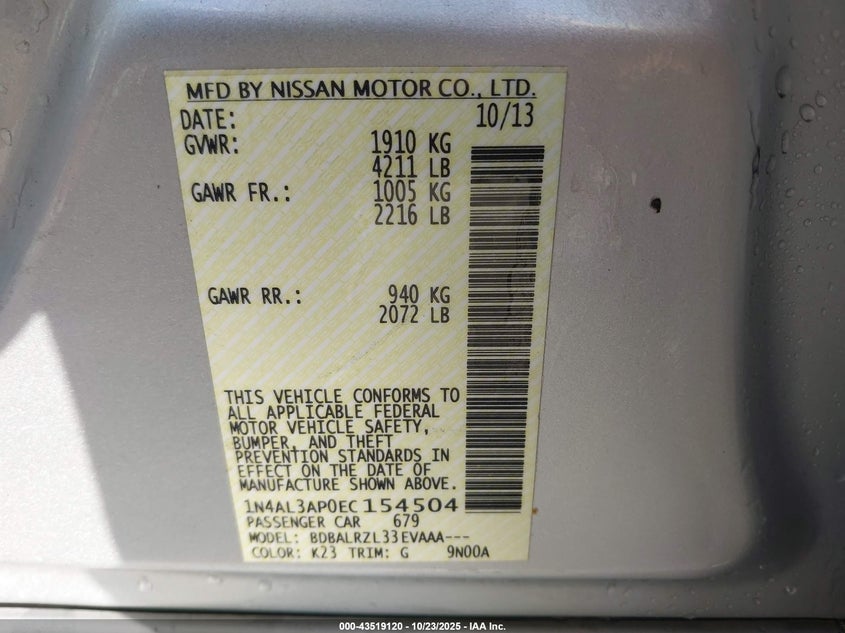 MFD BY NISSAN MOTOR CO., LTD.
DATE: 10/13
GVWR: 1910 KG
4211 LB
GAWR FR.: 1005 KG
2216 LB
GAWR RR.: 940 KG
2072 LB
THIS VEHICLE CONFORMS TO
ALL APPLICABLE FEDERAL
MOTOR VEHICLE SAFETY,
BUMPER, AND THEFT
PREVENTION STANDARDS IN
EFFECT ON THE DATE OF
MANUFACTURE SHOWN ABOVE.
1N4AL3AP0EC154504
PASSENGER CAR 679
MODEL: BDBALRZL33EVAAA---
COLOR: K23 TRIM: G 9N00A
000-43519120 - 10/23/2025 - IAA Inc.